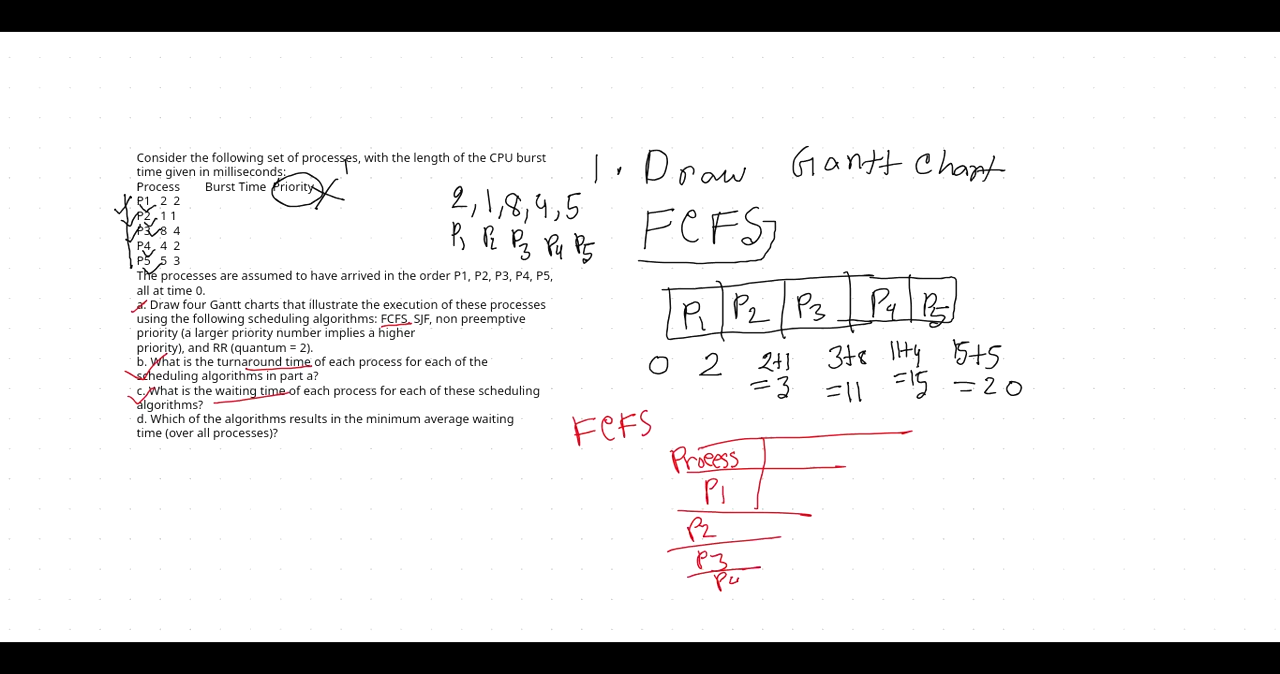 Consider the following set of processes, with the length of the CPU burst
time given in milliseconds:
Process Burst Time Priority
P1 2 2
P2 1 1
P3 8 4
P4 4 2
P5 5 3
The processes are assumed to have arrived in the order P1, P2, P3, P4, P5,
all at time 0.
a. Draw four Gantt charts that illustrate the execution of these processes
using the following scheduling algorithms: FCFS, SJF, non preemptive
priority (a larger priority number implies a higher
priority), and RR (quantum = 2).
b. What is the turnaround time of each process for each of the
scheduling algorithms in part a?
c. What is the waiting time of each process for each of these scheduling
algorithms?
d. Which of the algorithms results in the minimum average waiting
time (over all processes)?
2, 1, 8, 4, 5
P1 P2 P3 P4 P5
1. Draw Gantt chart
FCFS
P1 P2 P3 P4 P5
0 2 2+1 3+8 11+4 15+5
=3 =11 =15 =20
FCFS
Process
P1
P2
P3
P4